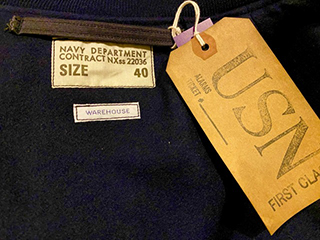 NAVY DEPARTMENT
CONTRACT NXss 22036
SIZE 40
WAREHOUSE
USN
FIRST CLA